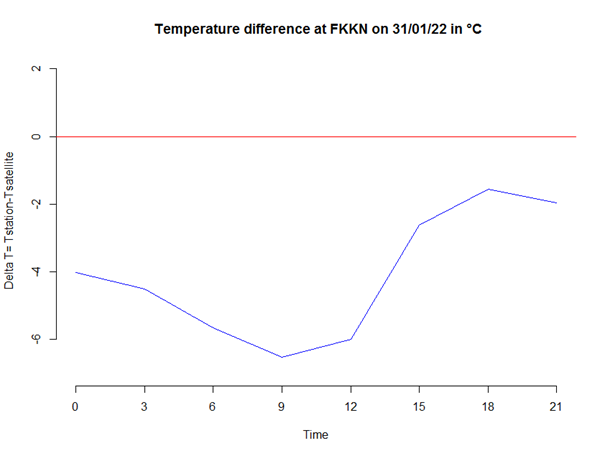 Temperature difference at FKKN on 31/01/22 in °C
Delta T= Tstation-Tsatellite
2
0
-2
-4
-6
0 3 6 9 12 15 18 21
Time